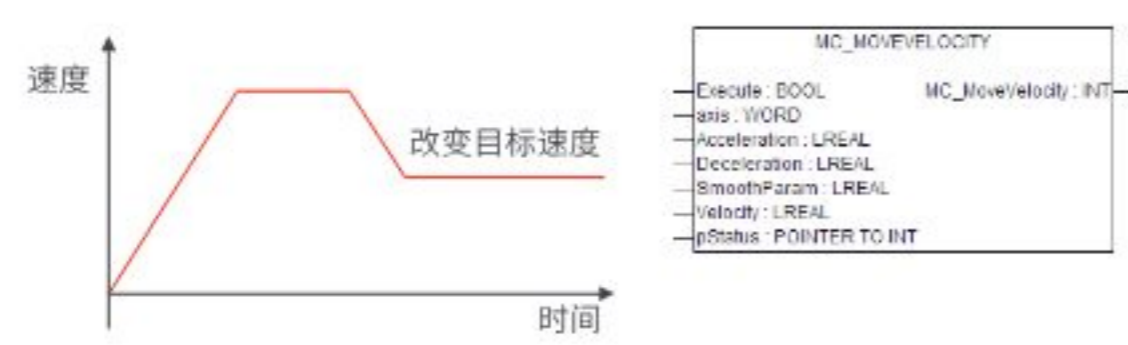 速度
改变目标速度
时间
MC_MOVEVELOCITY
Execute : BOOL
MC_MoveVelocity : INT
axis : WORD
Acceleration : LREAL
Deceleration : LREAL
SmoothParam : LREAL
Velocity : LREAL
pStatus : POINTER TO INT